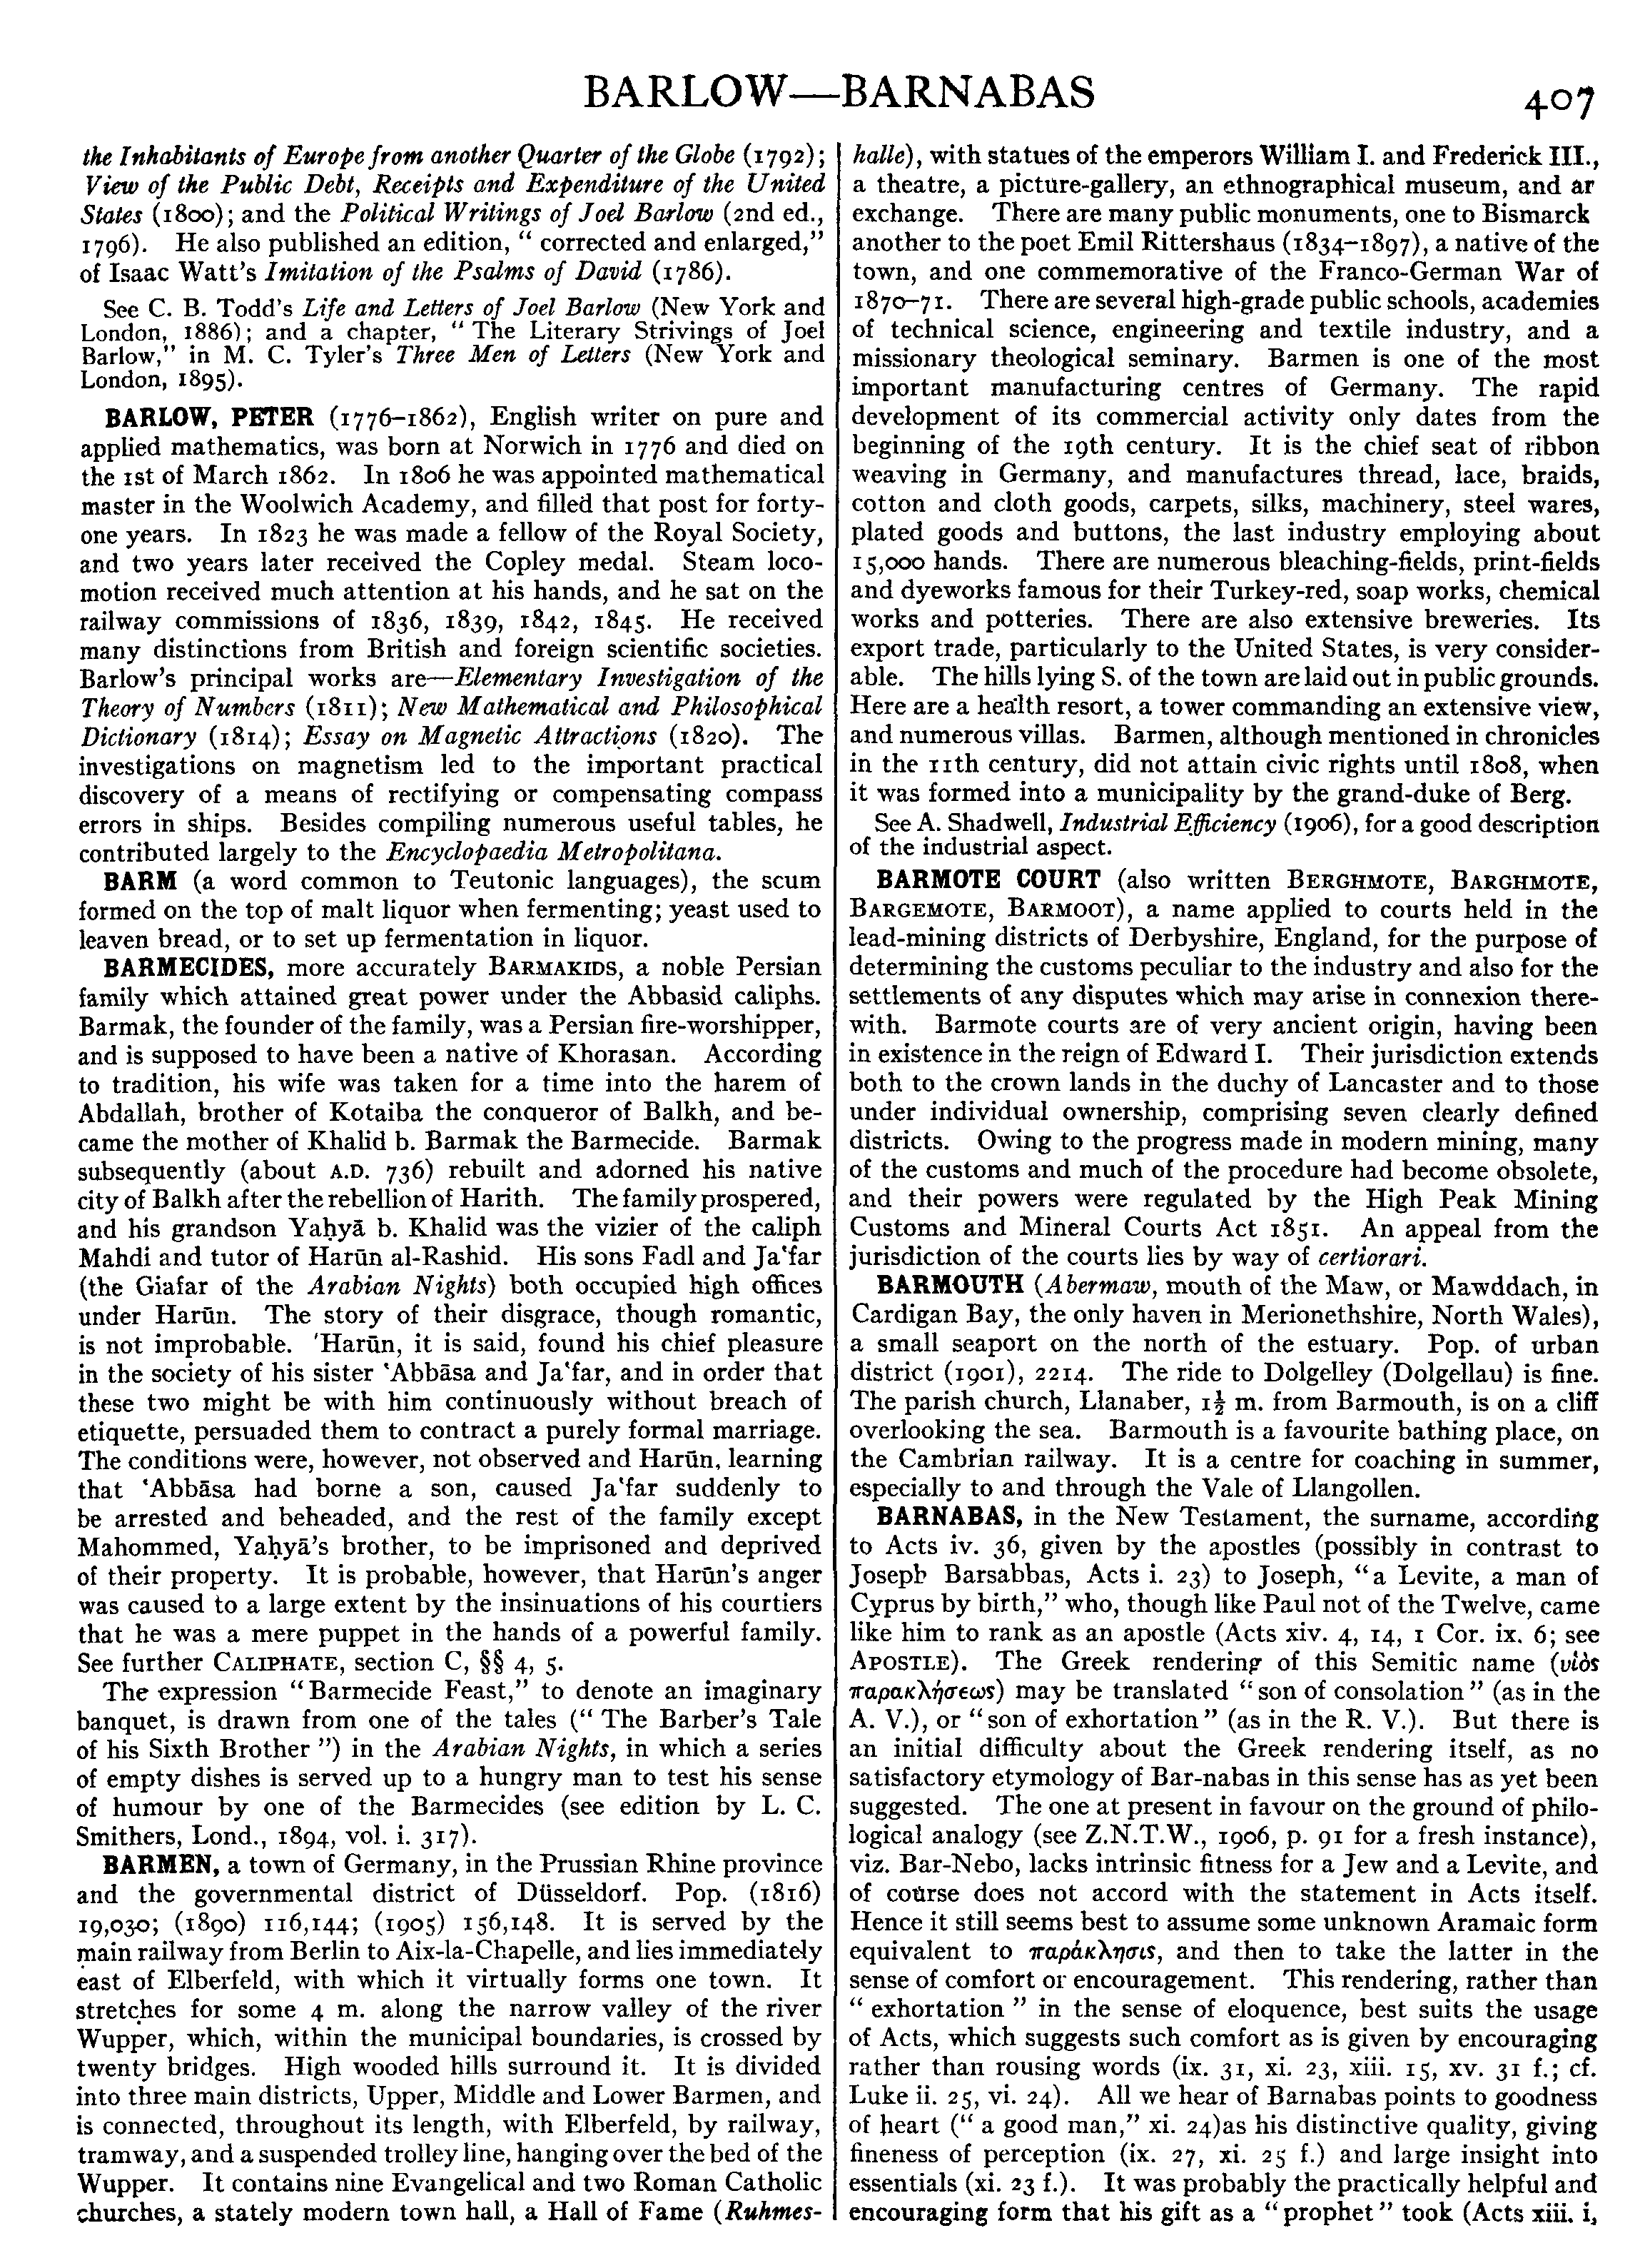 BARLOW—BARNABAS
407
the Inhabitants of Europe from another Quarter of the Globe (1792);
View of the Public Debt, Receipts and Expenditure of the United
States (1800); and the Political Writings of Joel Barlow (2nd ed.,
1796). He also published an edition, “ corrected and enlarged,”
of Isaac Watt’s Imitation of the Psalms of David (1786).
See C. B. Todd’s Life and Letters of Joel Barlow (New York and
London, 1886); and a chapter, “ The Literary Strivings of Joel
Barlow,” in M. C. Tyler’s Three Men of Letters (New York and
London, 1895).
BARLOW, PETER (1776–1862), English writer on pure and
applied mathematics, was born at Norwich in 1776 and died on
the 1st of March 1862. In 1806 he was appointed mathematical
master in the Woolwich Academy, and filled that post for forty-
one years. In 1823 he was made a fellow of the Royal Society,
and two years later received the Copley medal. Steam loco-
motion received much attention at his hands, and he sat on the
railway commissions of 1836, 1839, 1842, 1845. He received
many distinctions from British and foreign scientific societies.
Barlow’s principal works are—Elementary Investigation of the
Theory of Numbers (1811); New Mathematical and Philosophical
Dictionary (1814); Essay on Magnetic Attractions (1820). The
investigations on magnetism led to the important practical
discovery of a means of rectifying or compensating compass
errors in ships. Besides compiling numerous useful tables, he
contributed largely to the Encyclopaedia Metropolitana.
BARM (a word common to Teutonic languages), the scum
formed on the top of malt liquor when fermenting; yeast used to
leaven bread, or to set up fermentation in liquor.
BARMECIDES, more accurately BARMAKIDS, a noble Persian
family which attained great power under the Abbasid caliphs.
Barmak, the founder of the family, was a Persian fire-worshipper,
and is supposed to have been a native of Khorasan. According
to tradition, his wife was taken for a time into the harem of
Abdallah, brother of Kotaiba the conqueror of Balkh, and be-
came the mother of Khalid b. Barmak the Barmecide. Barmak
subsequently (about A.D. 736) rebuilt and adorned his native
city of Balkh after the rebellion of Harith. The family prospered,
and his grandson Yaḥyā b. Khalid was the vizier of the caliph
Mahdi and tutor of Harūn al-Rashid. His sons Fadl and Ja‘far
(the Giafar of the Arabian Nights) both occupied high offices
under Harūn. The story of their disgrace, though romantic,
is not improbable. 'Harūn, it is said, found his chief pleasure
in the society of his sister ‘Abbāsa and Ja‘far, and in order that
these two might be with him continuously without breach of
etiquette, persuaded them to contract a purely formal marriage.
The conditions were, however, not observed and Harūn, learning
that ‘Abbāsa had borne a son, caused Ja‘far suddenly to
be arrested and beheaded, and the rest of the family except
Mahommed, Yaḥyā’s brother, to be imprisoned and deprived
of their property. It is probable, however, that Harūn’s anger
was caused to a large extent by the insinuations of his courtiers
that he was a mere puppet in the hands of a powerful family.
See further CALIPHATE, section C, §§ 4, 5.
The expression “Barmecide Feast,” to denote an imaginary
banquet, is drawn from one of the tales (“ The Barber’s Tale
of his Sixth Brother ”) in the Arabian Nights, in which a series
of empty dishes is served up to a hungry man to test his sense
of humour by one of the Barmecides (see edition by L. C.
Smithers, Lond., 1894, vol. i. 317).
BARMEN, a town of Germany, in the Prussian Rhine province
and the governmental district of Düsseldorf. Pop. (1816)
19,030; (1890) 116,144; (1905) 156,148. It is served by the
main railway from Berlin to Aix-la-Chapelle, and lies immediately
east of Elberfeld, with which it virtually forms one town. It
stretches for some 4 m. along the narrow valley of the river
Wupper, which, within the municipal boundaries, is crossed by
twenty bridges. High wooded hills surround it. It is divided
into three main districts, Upper, Middle and Lower Barmen, and
is connected, throughout its length, with Elberfeld, by railway,
tramway, and a suspended trolley line, hanging over the bed of the
Wupper. It contains nine Evangelical and two Roman Catholic
churches, a stately modern town hall, a Hall of Fame (Ruhmes-
halle), with statues of the emperors William I. and Frederick III.,
a theatre, a picture-gallery, an ethnographical museum, and ar
exchange. There are many public monuments, one to Bismarck
another to the poet Emil Rittershaus (1834–1897), a native of the
town, and one commemorative of the Franco-German War of
1870–71. There are several high-grade public schools, academies
of technical science, engineering and textile industry, and a
missionary theological seminary. Barmen is one of the most
important manufacturing centres of Germany. The rapid
development of its commercial activity only dates from the
beginning of the 19th century. It is the chief seat of ribbon
weaving in Germany, and manufactures thread, lace, braids,
cotton and cloth goods, carpets, silks, machinery, steel wares,
plated goods and buttons, the last industry employing about
15,000 hands. There are numerous bleaching-fields, print-fields
and dyeworks famous for their Turkey-red, soap works, chemical
works and potteries. There are also extensive breweries. Its
export trade, particularly to the United States, is very consider-
able. The hills lying S. of the town are laid out in public grounds.
Here are a health resort, a tower commanding an extensive view,
and numerous villas. Barmen, although mentioned in chronicles
in the 11th century, did not attain civic rights until 1808, when
it was formed into a municipality by the grand-duke of Berg.
See A. Shadwell, Industrial Efficiency (1906), for a good description
of the industrial aspect.
BARMOTE COURT (also written BERGHMOTE, BARGHMOTE,
BARGEMOTE, BARMOOT), a name applied to courts held in the
lead-mining districts of Derbyshire, England, for the purpose of
determining the customs peculiar to the industry and also for the
settlements of any disputes which may arise in connexion there-
with. Barmote courts are of very ancient origin, having been
in existence in the reign of Edward I. Their jurisdiction extends
both to the crown lands in the duchy of Lancaster and to those
under individual ownership, comprising seven clearly defined
districts. Owing to the progress made in modern mining, many
of the customs and much of the procedure had become obsolete,
and their powers were regulated by the High Peak Mining
Customs and Mineral Courts Act 1851. An appeal from the
jurisdiction of the courts lies by way of certiorari.
BARMOUTH (Abermaw, mouth of the Maw, or Mawddach, in
Cardigan Bay, the only haven in Merionethshire, North Wales),
a small seaport on the north of the estuary. Pop. of urban
district (1901), 2214. The ride to Dolgelley (Dolgellau) is fine.
The parish church, Llanaber, 1½ m. from Barmouth, is on a cliff
overlooking the sea. Barmouth is a favourite bathing place, on
the Cambrian railway. It is a centre for coaching in summer,
especially to and through the Vale of Llangollen.
BARNABAS, in the New Testament, the surname, according
to Acts iv. 36, given by the apostles (possibly in contrast to
Joseph Barsabbas, Acts i. 23) to Joseph, “a Levite, a man of
Cyprus by birth,” who, though like Paul not of the Twelve, came
like him to rank as an apostle (Acts xiv. 4, 14, 1 Cor. ix. 6; see
APOSTLE). The Greek rendering of this Semitic name (υἱὸς
παρακλήσεως) may be translated “son of consolation” (as in the
A. V.), or “son of exhortation” (as in the R. V.). But there is
an initial difficulty about the Greek rendering itself, as no
satisfactory etymology of Bar-nabas in this sense has as yet been
suggested. The one at present in favour on the ground of philo-
logical analogy (see Z.N.T.W., 1906, p. 91 for a fresh instance),
viz. Bar-Nebo, lacks intrinsic fitness for a Jew and a Levite, and
of course does not accord with the statement in Acts itself.
Hence it still seems best to assume some unknown Aramaic form
equivalent to παράκλησις, and then to take the latter in the
sense of comfort or encouragement. This rendering, rather than
“ exhortation ” in the sense of eloquence, best suits the usage
of Acts, which suggests such comfort as is given by encouraging
rather than rousing words (ix. 31, xi. 23, xiii. 15, xv. 31 f.; cf.
Luke ii. 25, vi. 24). All we hear of Barnabas points to goodness
of heart (“ a good man,” xi. 24)as his distinctive quality, giving
fineness of perception (ix. 27, xi. 25 f.) and large insight into
essentials (xi. 23 f.). It was probably the practically helpful and
encouraging form that his gift as a “prophet” took (Acts xiii. 1,